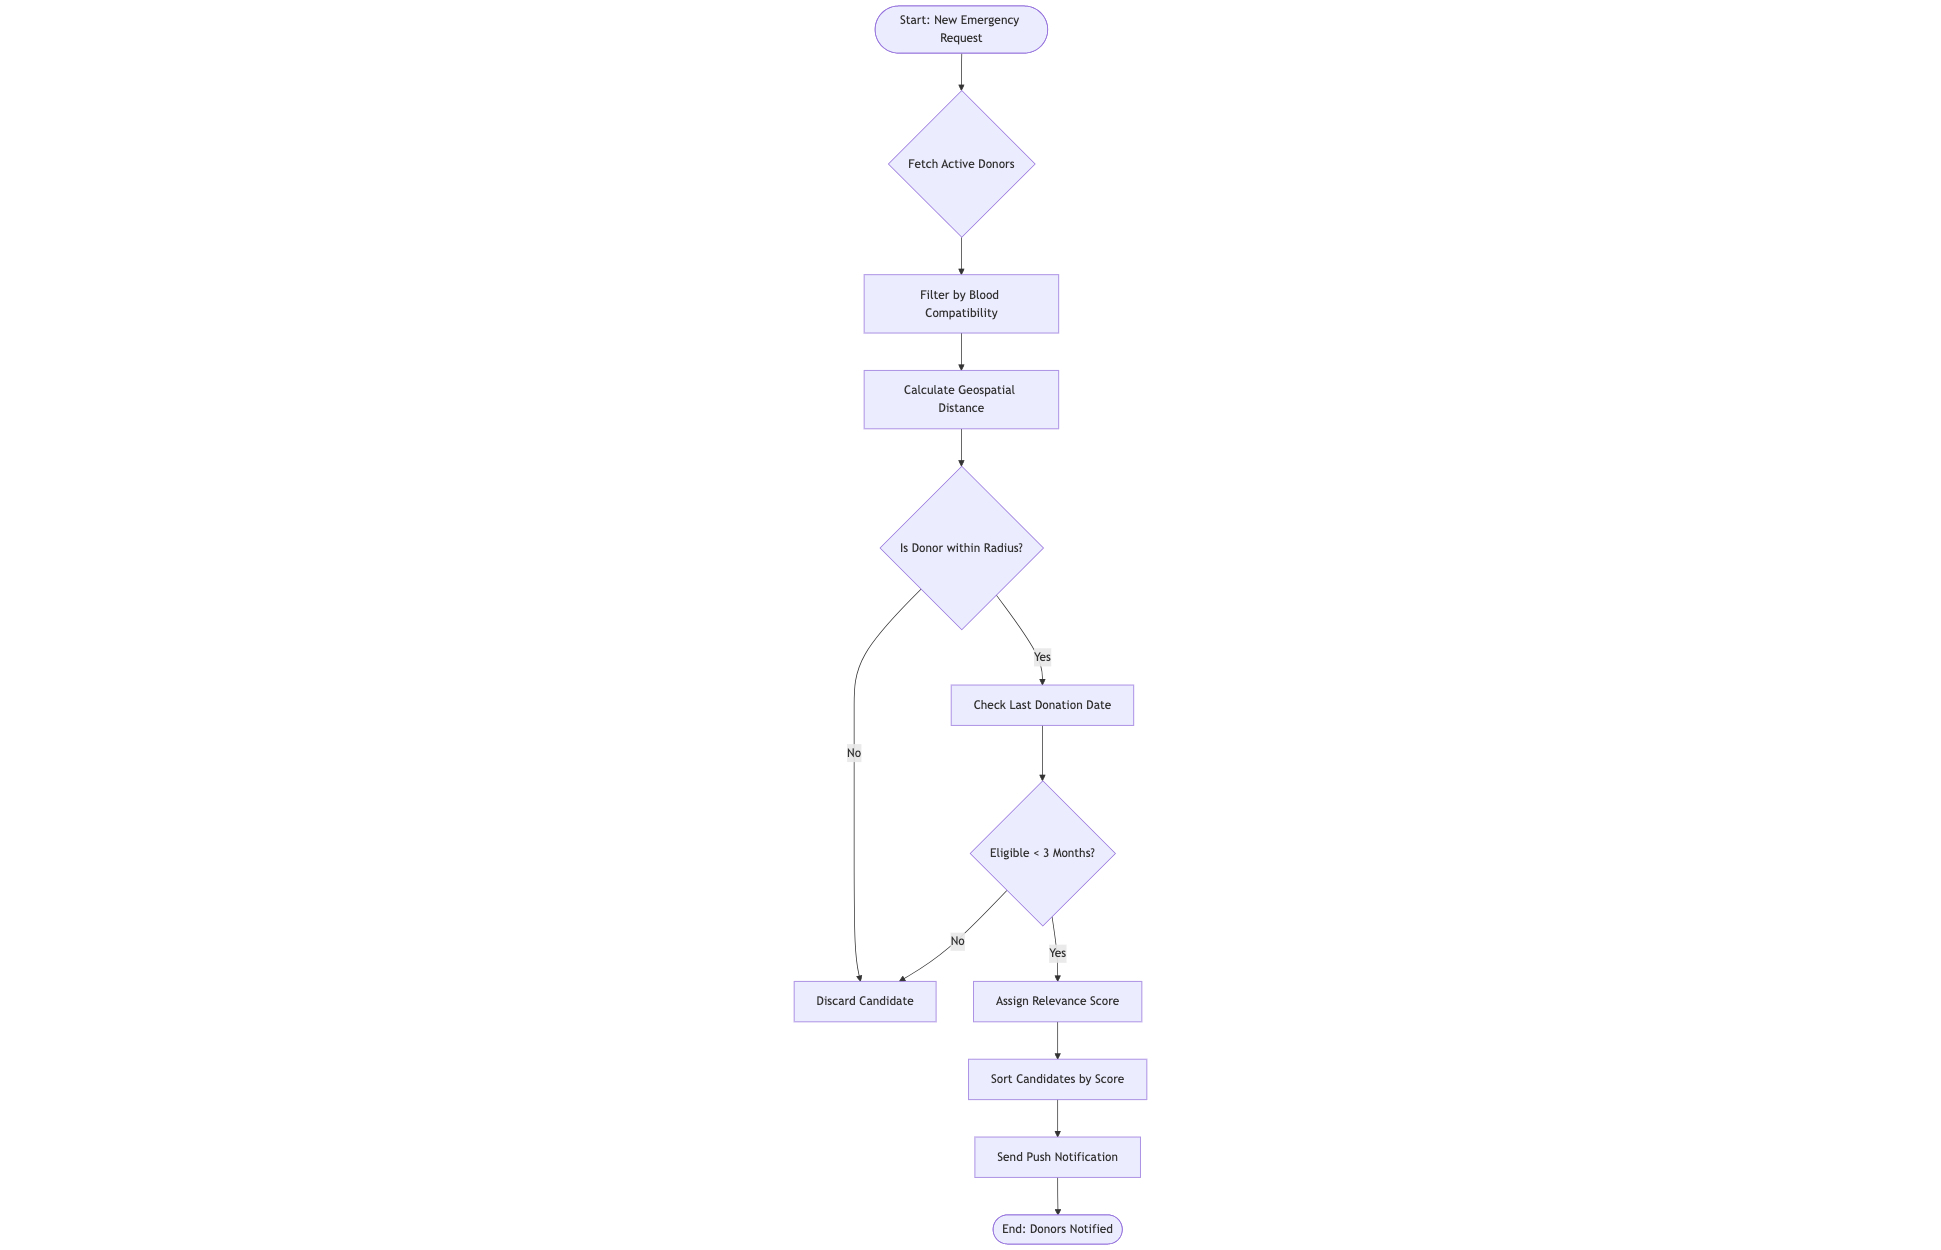 Start: New Emergency
Request
Fetch Active Donors
Filter by Blood
Compatibility
Calculate Geospatial
Distance
Is Donor within Radius?
Yes
Check Last Donation Date
No
Eligible < 3 Months?
No
Yes
Discard Candidate
Assign Relevance Score
Sort Candidates by Score
Send Push Notification
End: Donors Notified